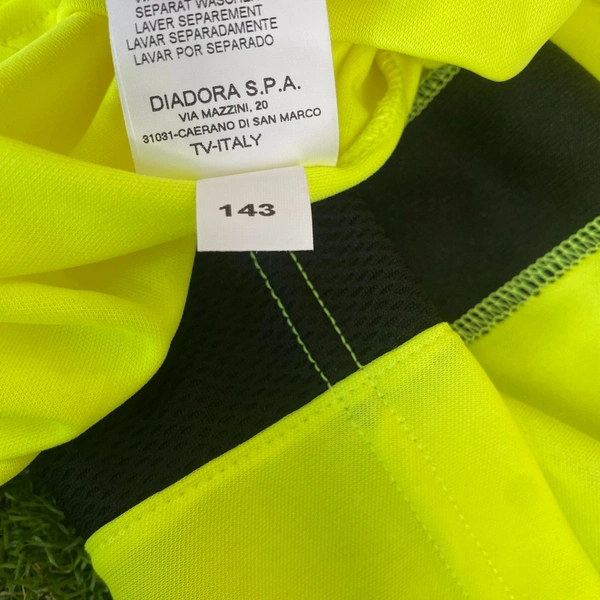 SEPARAT WASCHEN
LAVER SEPAREMENT
LAVAR SEPARADAMENTE
LAVAR POR SEPARADO
DIADORA S.P.A.
VIA MAZZINI, 20
31031-CAERANO DI SAN MARCO
TV-ITALY
143